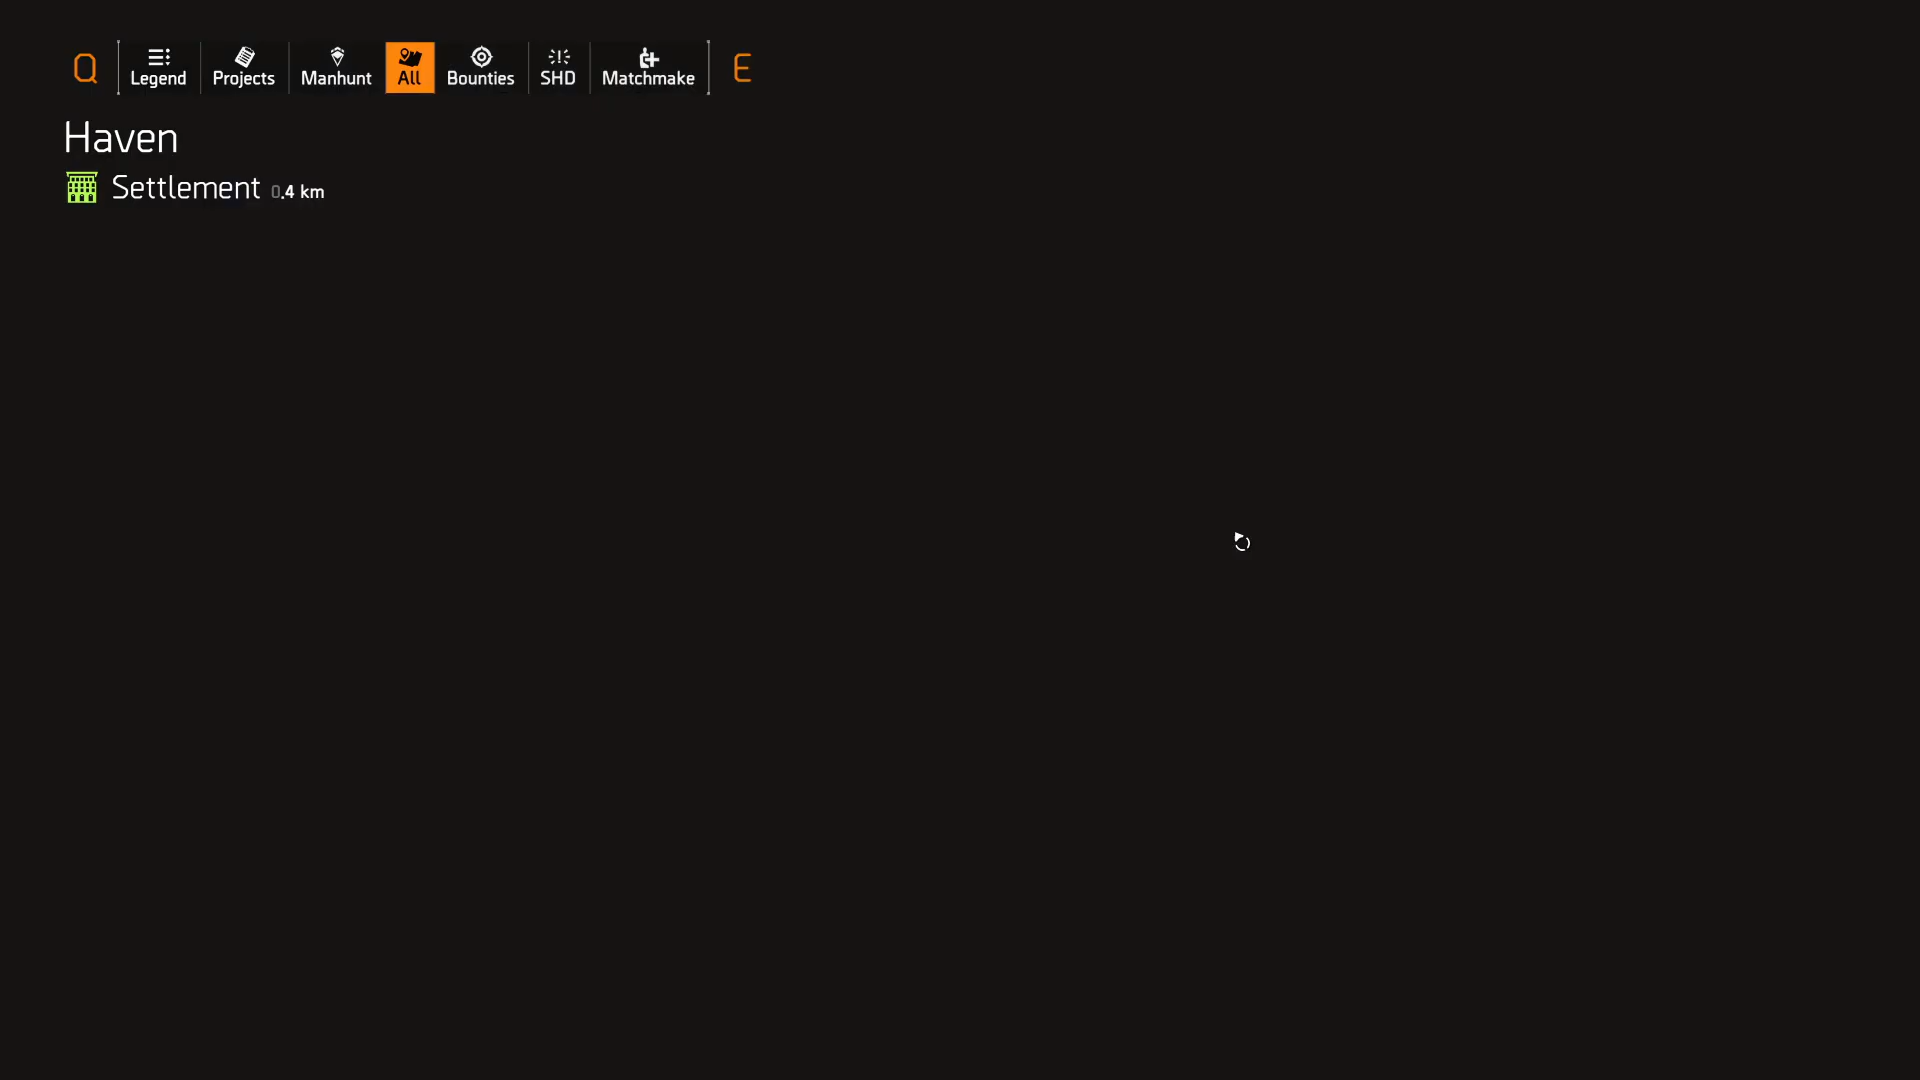 Q Legend Projects Manhunt All Bounties SHD Matchmake E
Haven
Settlement 0.4 km